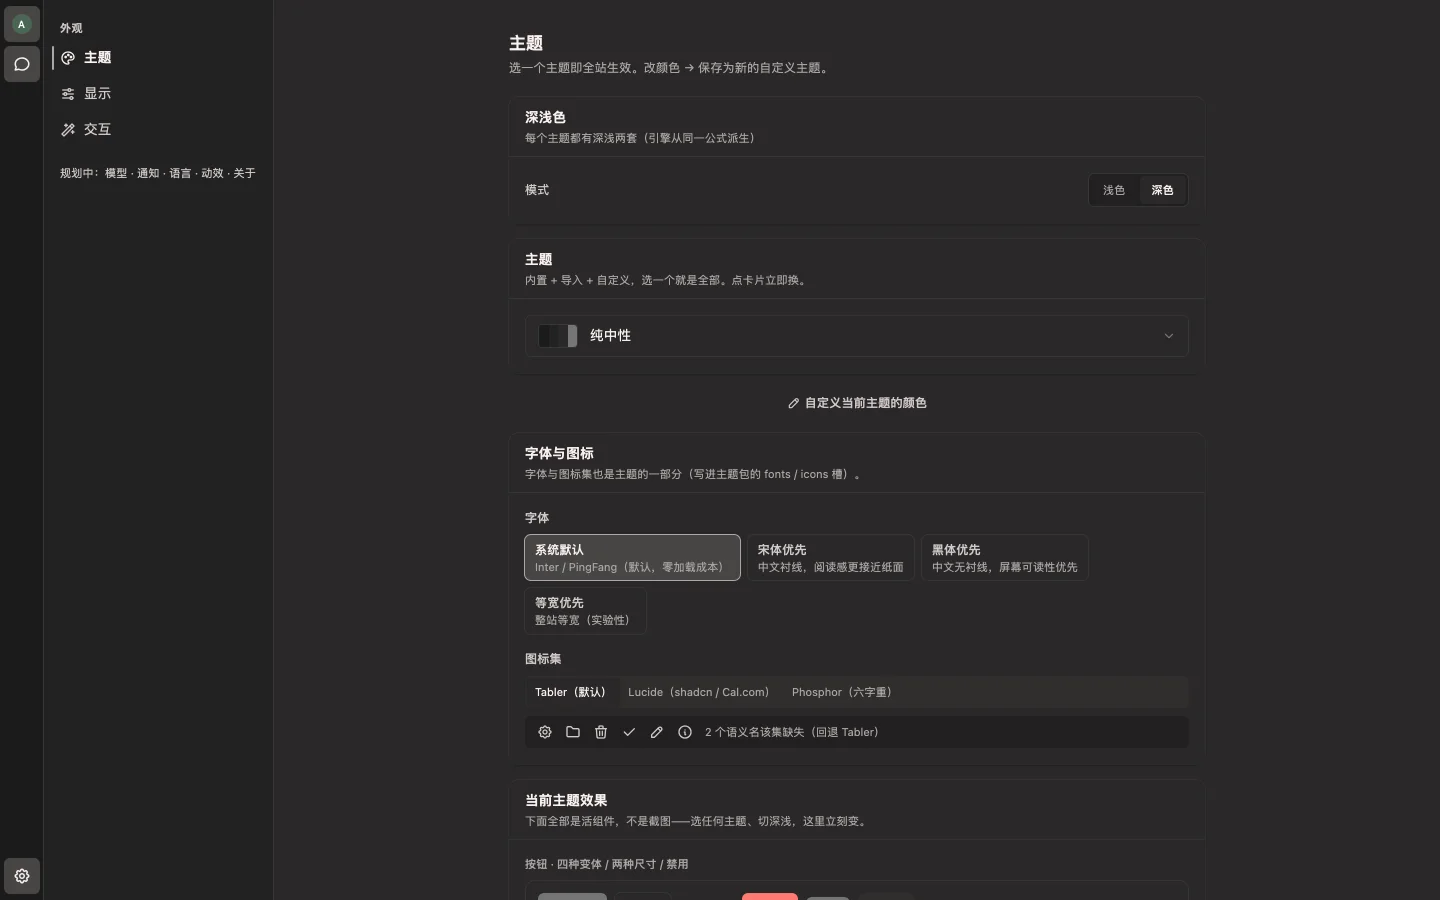 A
外观
主题
显示
交互
规划中：模型 · 通知 · 语言 · 动效 · 关于
主题
选一个主题即全站生效。改颜色 → 保存为新的自定义主题。
深浅色
每个主题都有深浅两套（引擎从同一公式派生）
模式
浅色 深色
主题
内置 + 导入 + 自定义，选一个就是全部。点卡片立即换。
纯中性
自定义当前主题的颜色
字体与图标
字体与图标集也是主题的一部分（写进主题包的 fonts / icons 槽）。
字体
系统默认
Inter / PingFang（默认，零加载成本）
宋体优先
中文衬线，阅读感更接近纸面
黑体优先
中文无衬线，屏幕可读性优先
等宽优先
整站等宽（实验性）
图标集
Tabler（默认） Lucide（shadcn / Cal.com） Phosphor（六字重）
2 个语义名该集缺失（回退 Tabler）
当前主题效果
下面全部是活组件，不是截图——选任何主题、切深浅，这里立刻变。
按钮 · 四种变体 / 两种尺寸 / 禁用